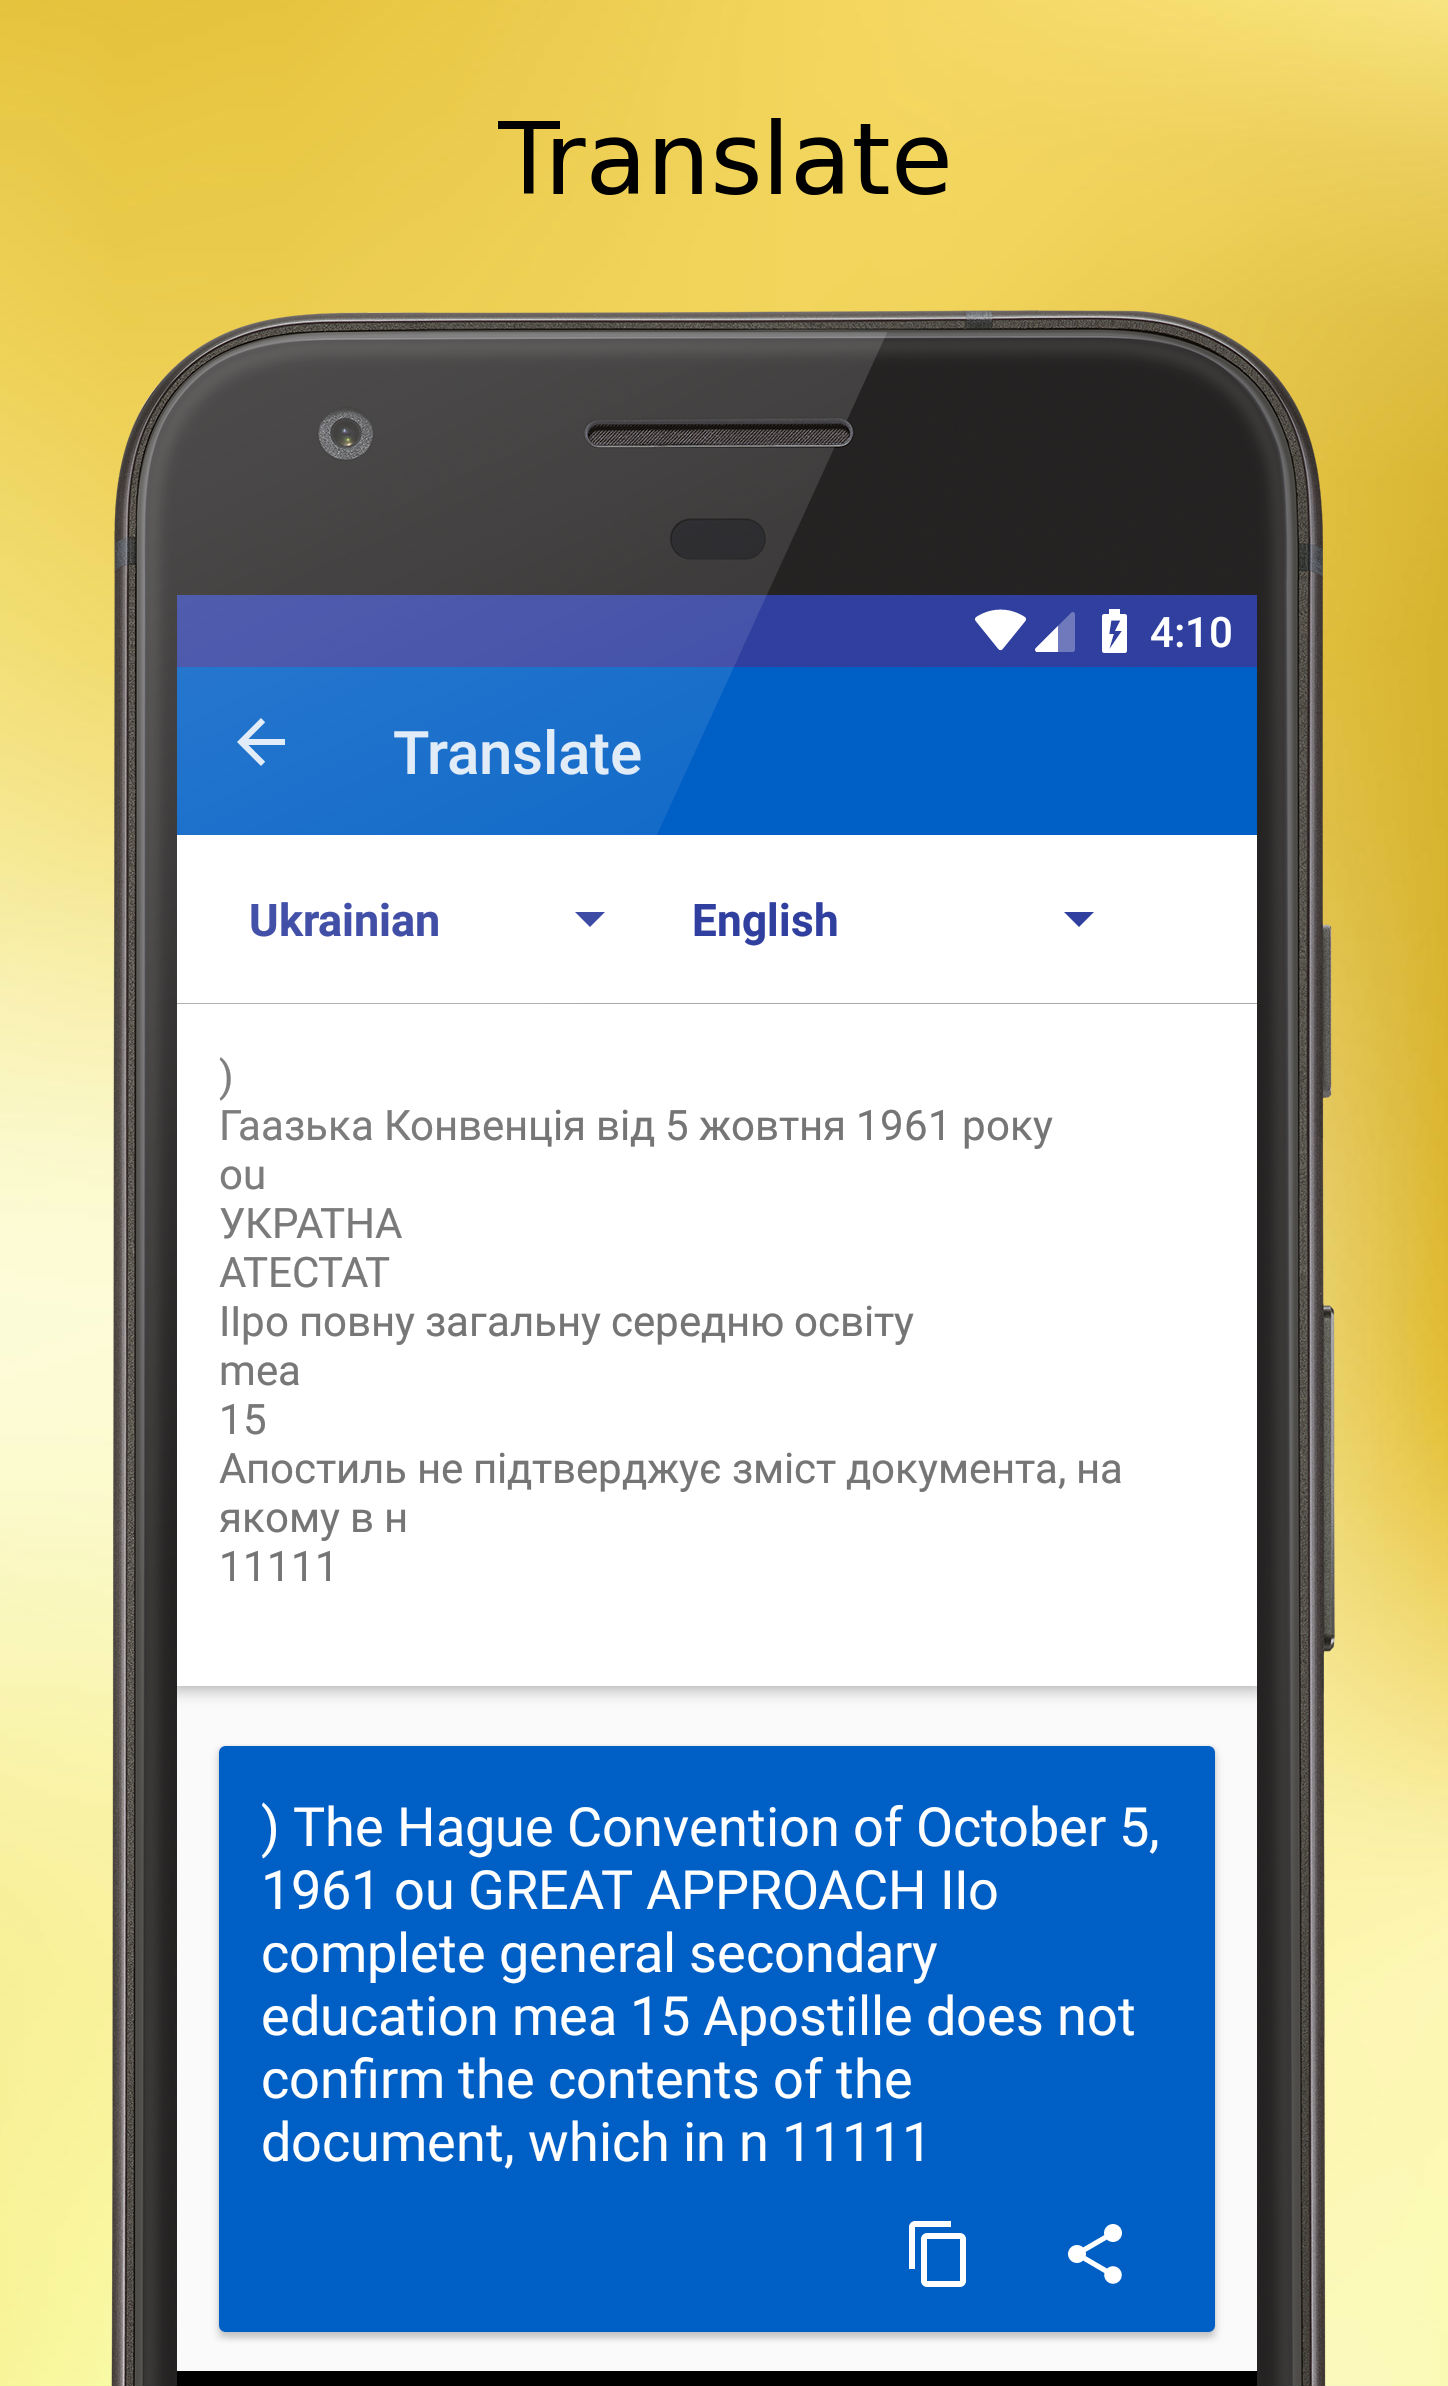 Translate
4:10
Translate
Ukrainian English
)
Гаазька Конвенція від 5 жовтня 1961 року
ou
УКРАТНА
АТЕСТАТ
IIро повну загальну середню освіту
mea
15
Апостиль не підтверджує зміст документа, на
якому в н
11111
) The Hague Convention of October 5,
1961 ou GREAT APPROACH IIo
complete general secondary
education mea 15 Apostille does not
confirm the contents of the
document, which in n 11111